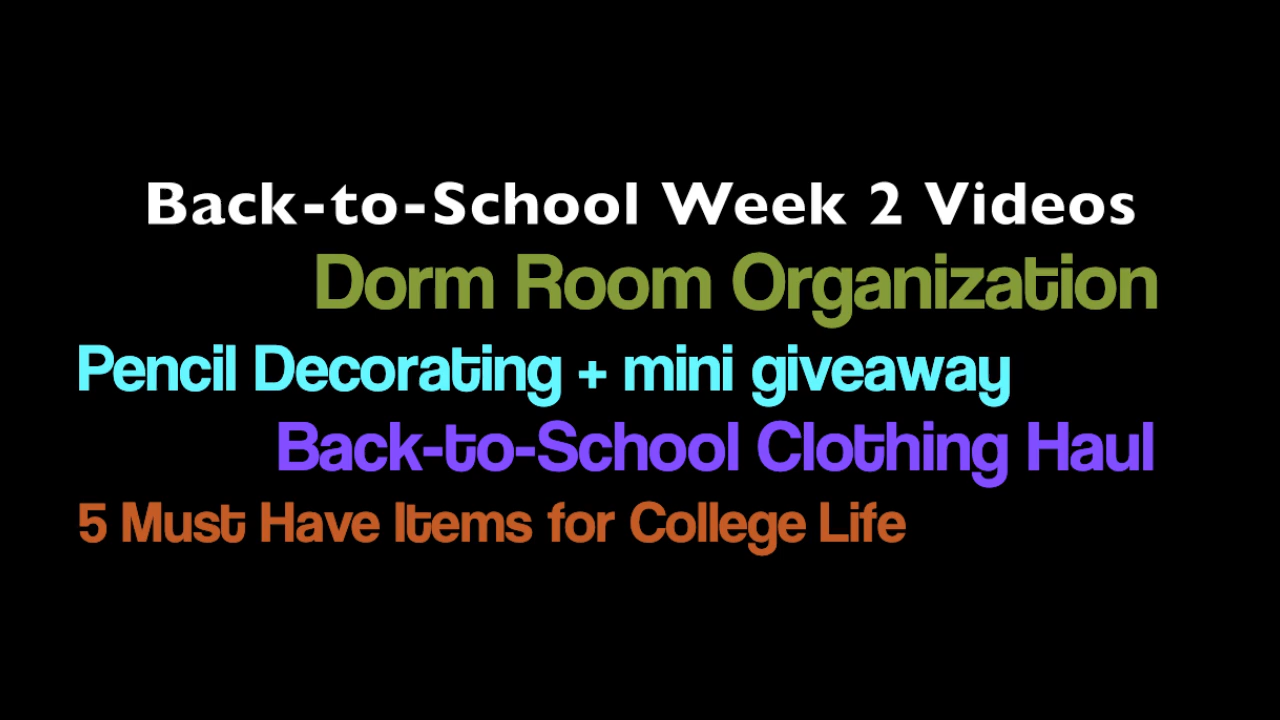 Back-to-School Week 2 Videos
Dorm Room Organization
Pencil Decorating + mini giveaway
Back-to-School Clothing Haul
5 Must Have Items for College Life